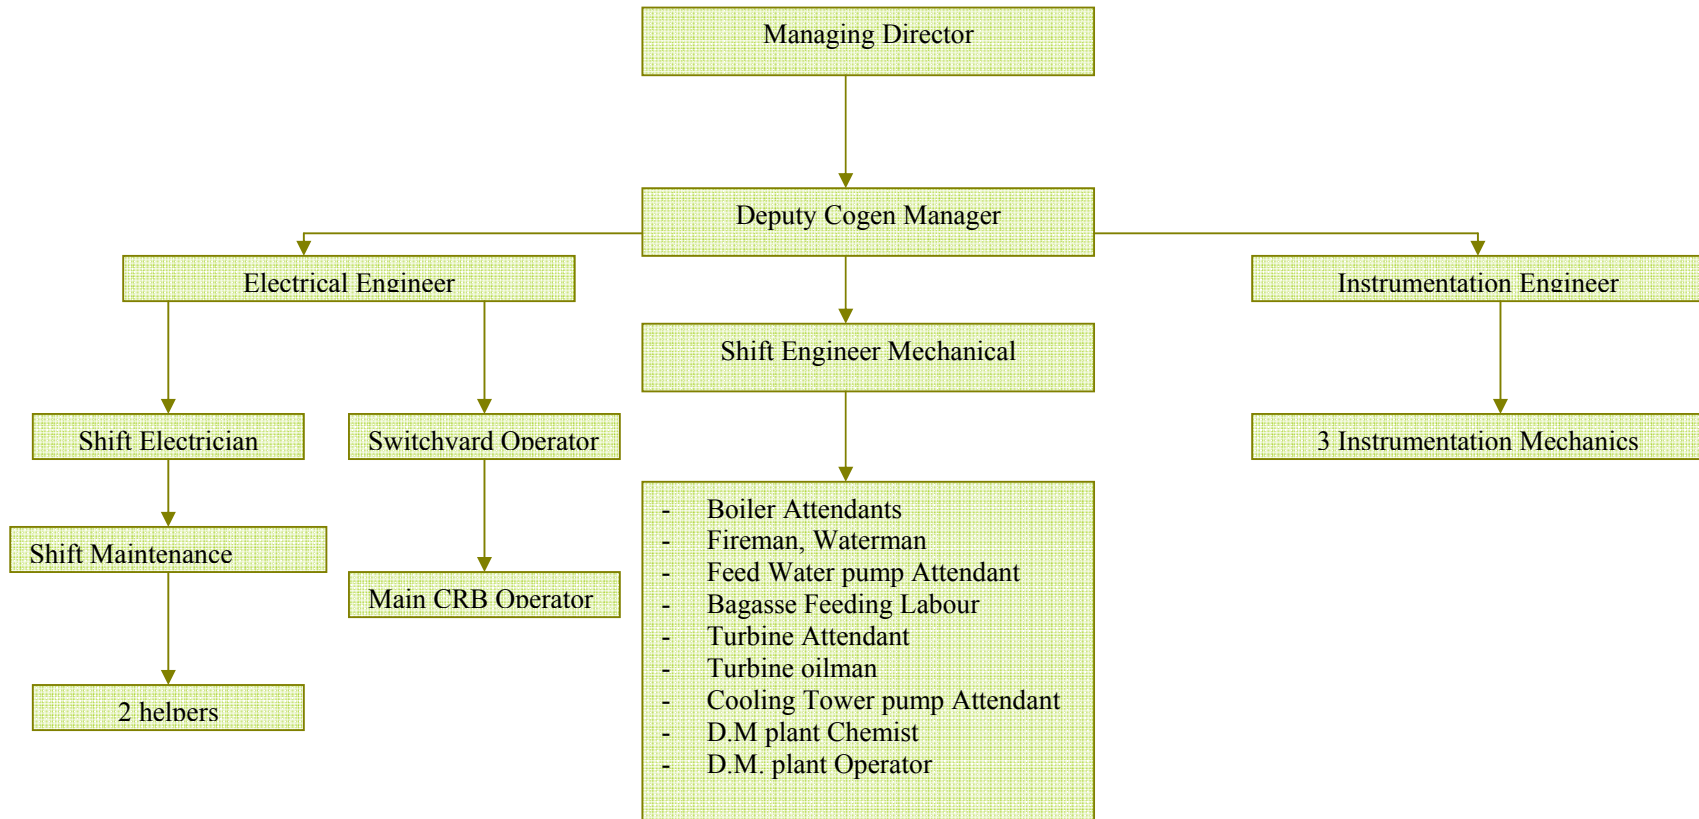 Managing Director
Deputy Cogen Manager
Electrical Engineer
Instrumentation Engineer
Shift Engineer Mechanical
Shift Electrician
Switchyard Operator
3 Instrumentation Mechanics
Shift Maintenance
Main CRB Operator
2 helpers
- Boiler Attendants
- Fireman, Waterman
- Feed Water pump Attendant
- Bagasse Feeding Labour
- Turbine Attendant
- Turbine oilman
- Cooling Tower pump Attendant
- D.M plant Chemist
- D.M. plant Operator